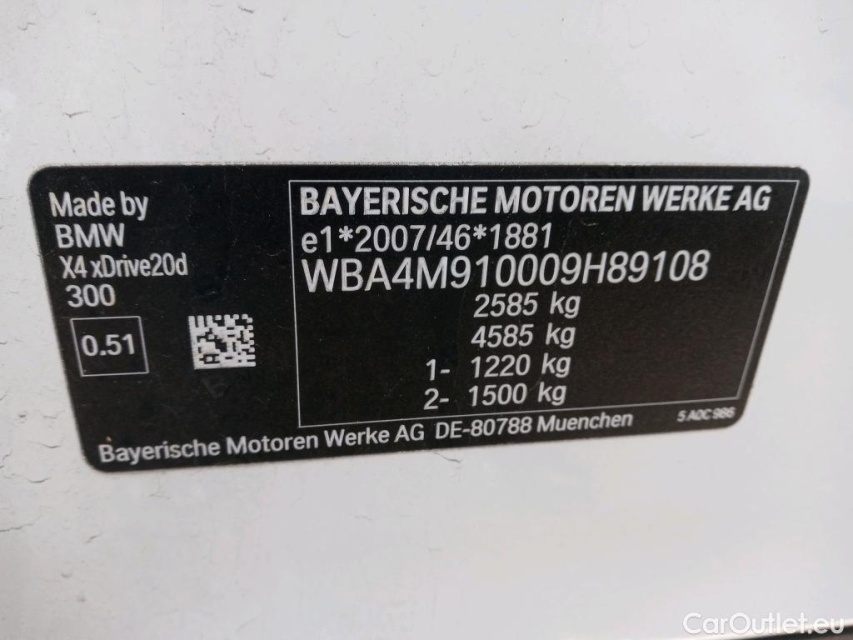 Made by
BMW
X4 xDrive20d
300
0.51
BAYERISCHE MOTOREN WERKE AG
e1*2007/46*1881
WBA4M910009H89108
2585 kg
4585 kg
1- 1220 kg
2- 1500 kg
Bayerische Motoren Werke AG DE-80788 Muenchen
5 A0C 986
CarOutlet.eu